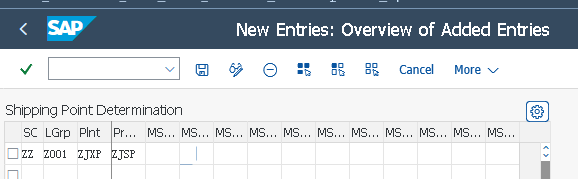 SAP New Entries: Overview of Added Entries
Cancel More
Shipping Point Determination
SC LGrp Plnt Pr... MS... MS... MS... MS... MS... MS... MS... MS... MS... MS... MS...
ZZ Z001 ZJXP ZJSP